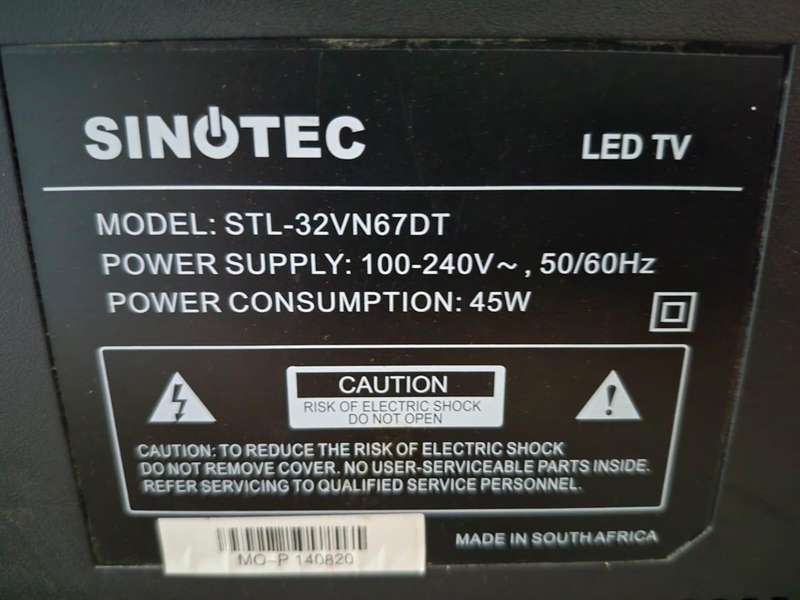 SINOTEC
LED TV
MODEL: STL-32VN67DT
POWER SUPPLY: 100-240V~, 50/60Hz
POWER CONSUMPTION: 45W
CAUTION
RISK OF ELECTRIC SHOCK
DO NOT OPEN
CAUTION: TO REDUCE THE RISK OF ELECTRIC SHOCK
DO NOT REMOVE COVER. NO USER-SERVICEABLE PARTS INSIDE.
REFER SERVICING TO QUALIFIED SERVICE PERSONNEL.
MADE IN SOUTH AFRICA
MO-P 140820